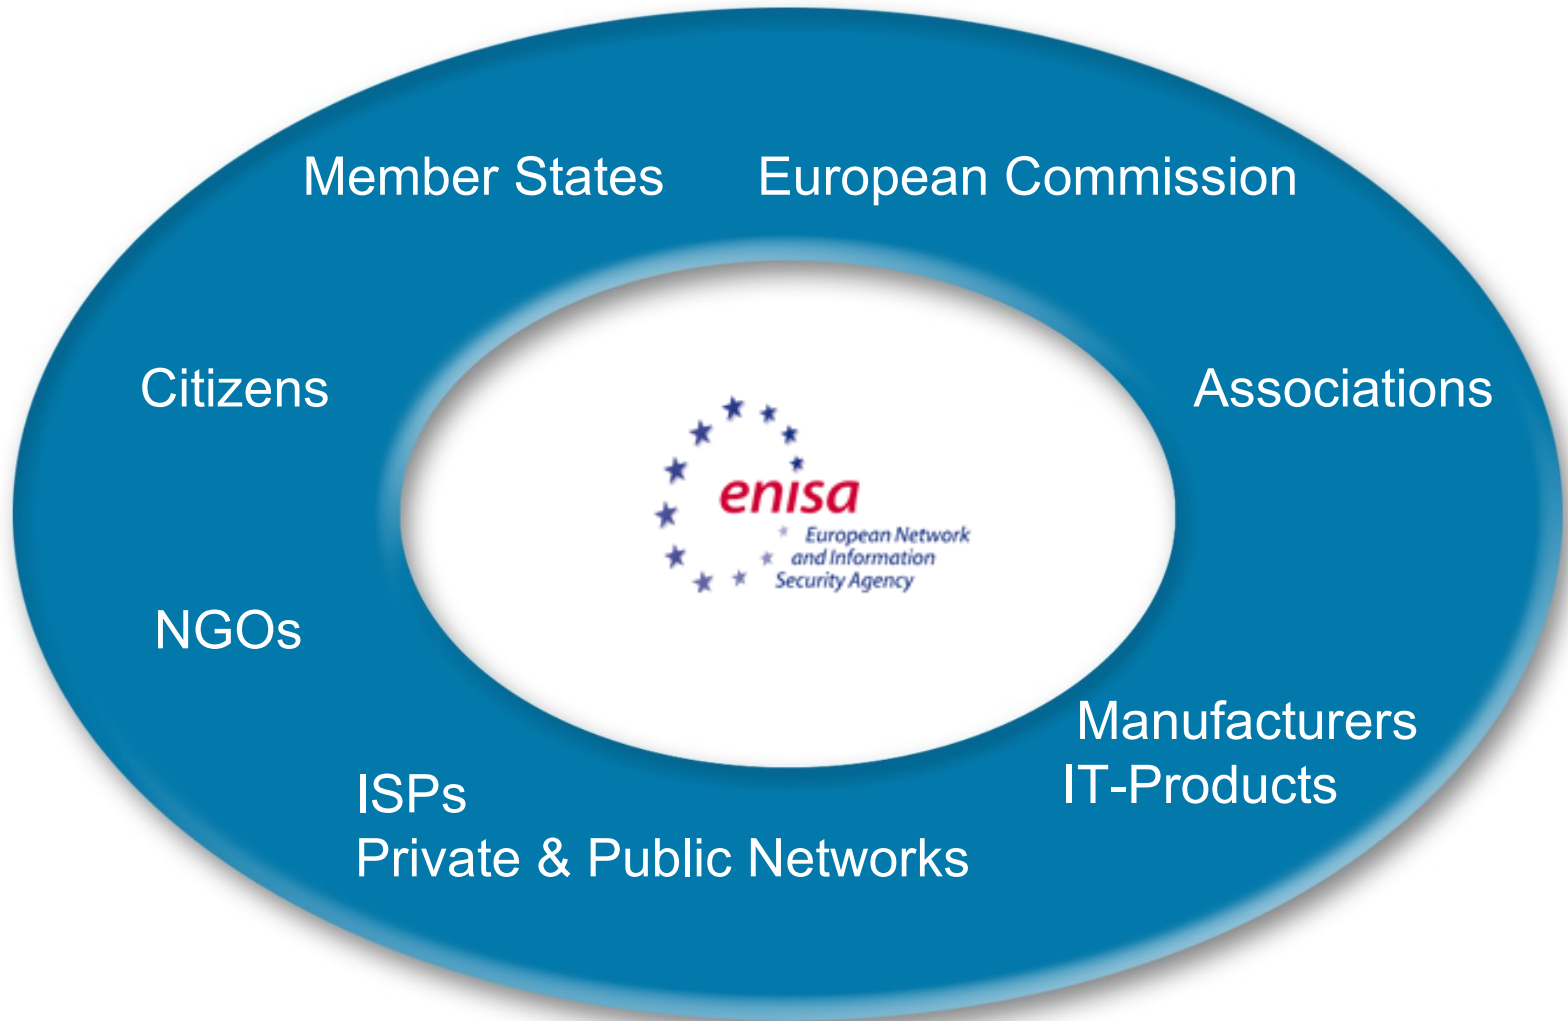 Member States
European Commission
Citizens
Associations
enisa
European Network
and Information
Security Agency
NGOs
Manufacturers
IT-Products
ISPs
Private & Public Networks